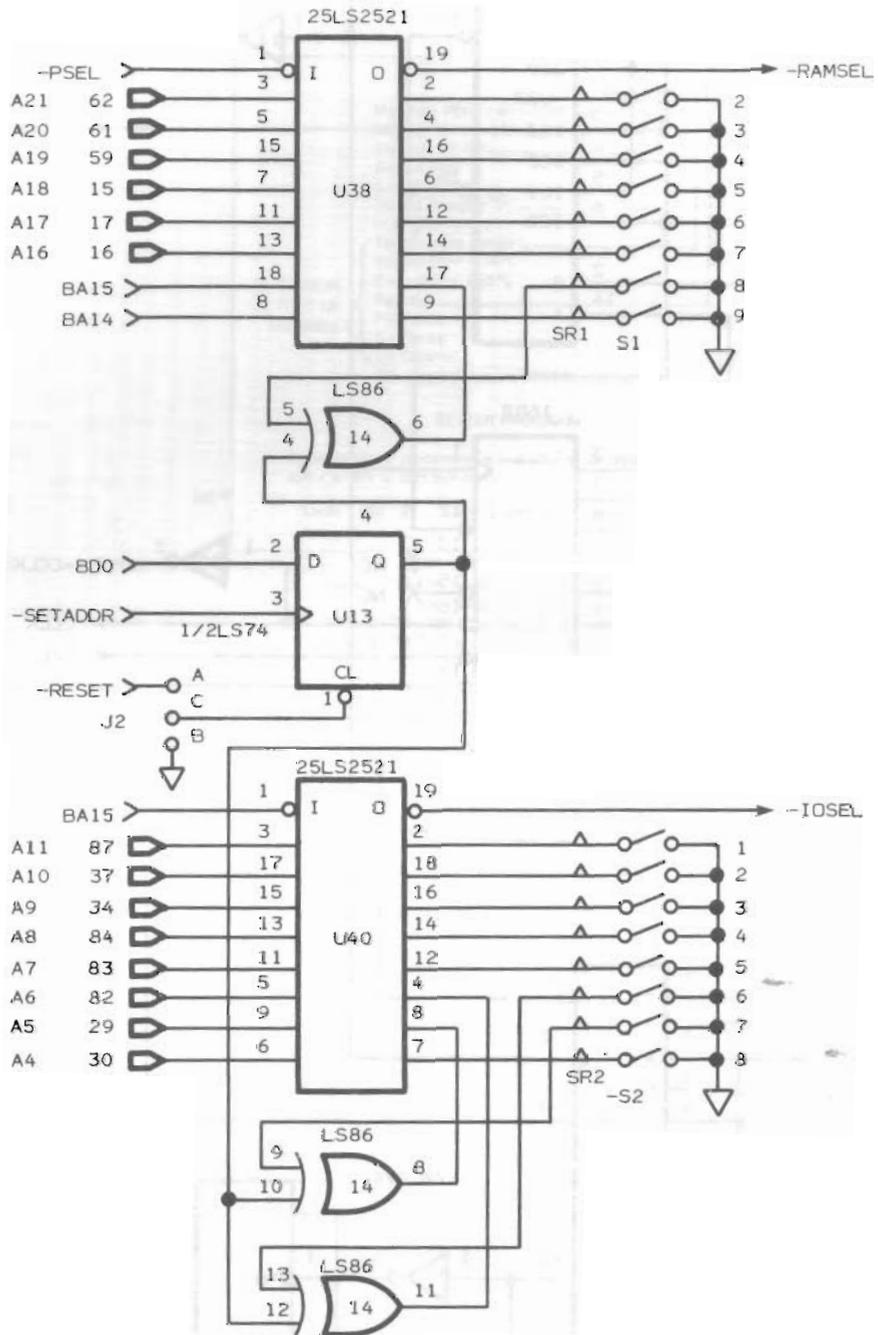 25LS2521
1 19
-PSEL I O -RAMSEL
3 2
A21 62 2
5 4
A20 61 3
15 16
A19 59 4
7 6
A18 15 U38 5
11 12
A17 17 6
13 14
A16 16 7
18 17
BA15 8
8 9
BA14 9
SR1 S1
LS86
5 6
4 14
4
2 5
BD0 D Q
3
-SETADDR U13
1/2LS74
A CL
-RESET 1
C
J2
B
25LS2521
1 19
BA15 I O -IOSEL
3 2
A11 87 1
17 18
A10 37 2
15 16
A9 34 3
13 14
A8 84 U40 4
11 12
A7 83 5
5 4
A6 82 6
9 8
A5 29 7
6 7
A4 30 8
SR2 -S2
LS86
9 8
10 14
LS86
13 11
12 14